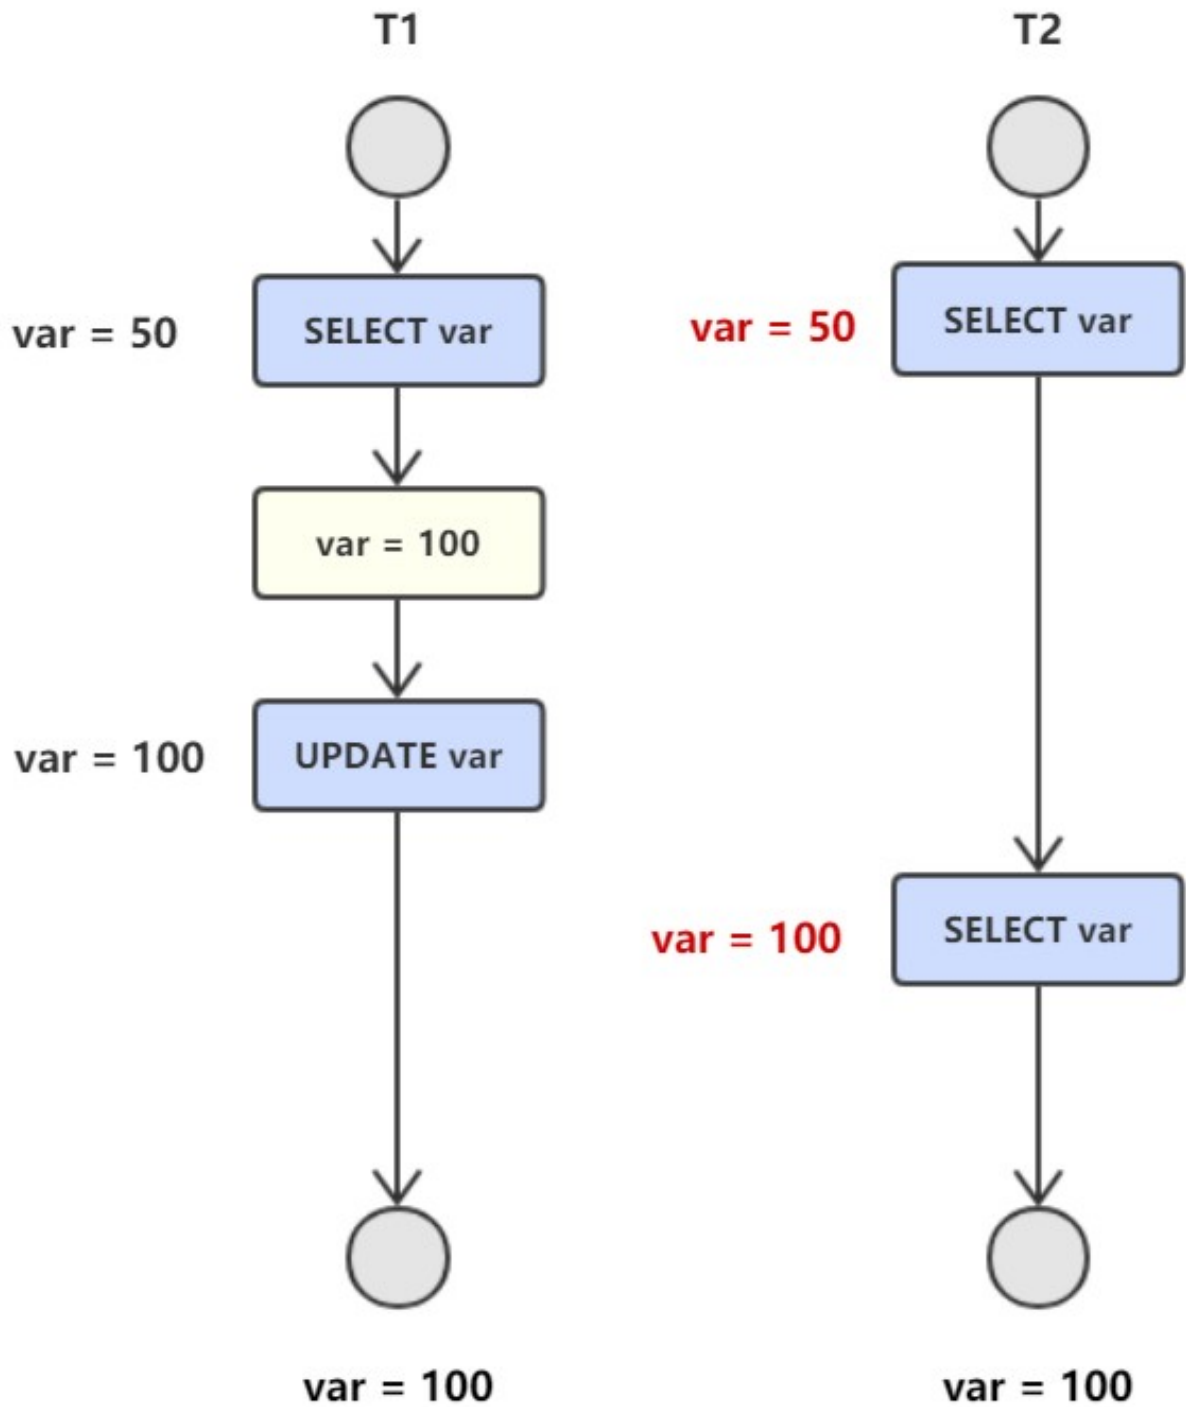 T1
T2
var = 50
SELECT var
var = 50
SELECT var
var = 100
var = 100
UPDATE var
var = 100
SELECT var
var = 100
var = 100